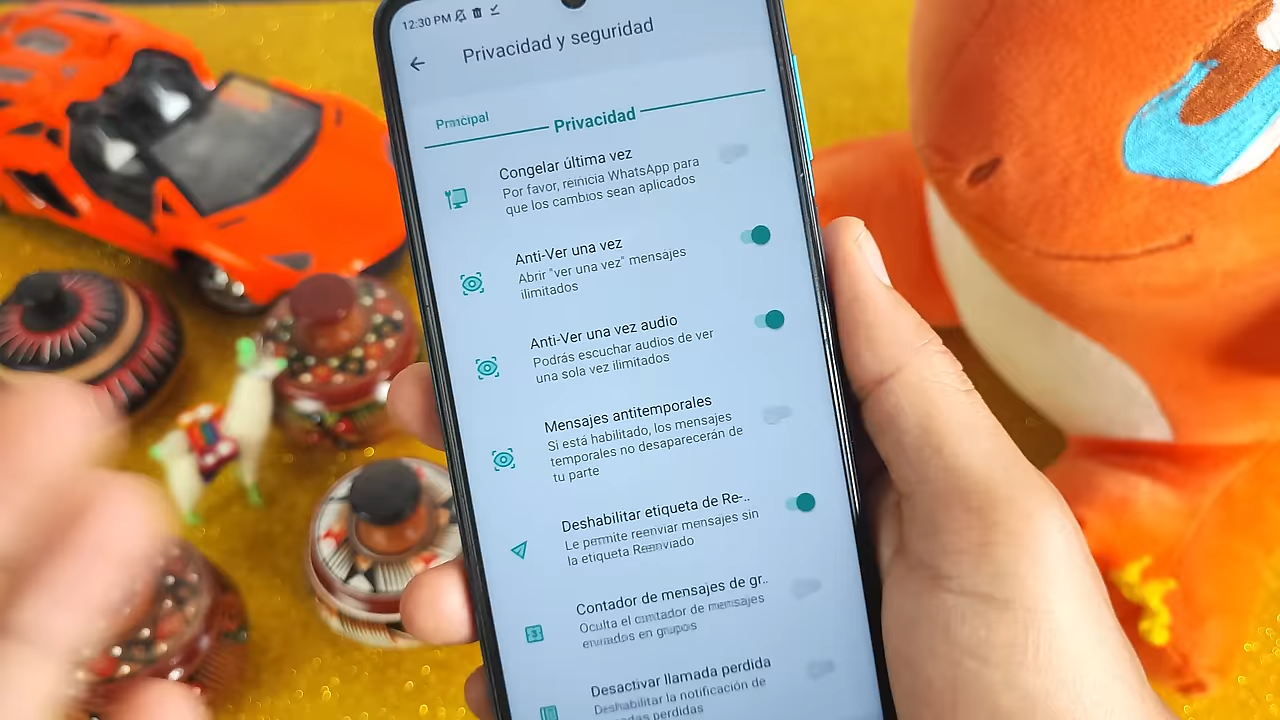 12:30 PM
Privacidad y seguridad
Principal
Privacidad
Congelar última vez
Por favor, reinicia WhatsApp para
que los cambios sean aplicados
Anti-Ver una vez
Abrir "ver una vez" mensajes
ilimitados
Anti-Ver una vez audio
Podrás escuchar audios de ver
una sola vez ilimitados
Mensajes antitemporales
Si está habilitado, los mensajes
temporales no desaparecerán de
tu parte
Deshabilitar etiqueta de Re-..
Le permite reenviar mensajes sin
la etiqueta Reenviado
Contador de mensajes de gr..
Oculta el contador de mensajes
enviados en grupos
Desactivar llamada perdida
Deshabilitar la notificación de
adas perdidas